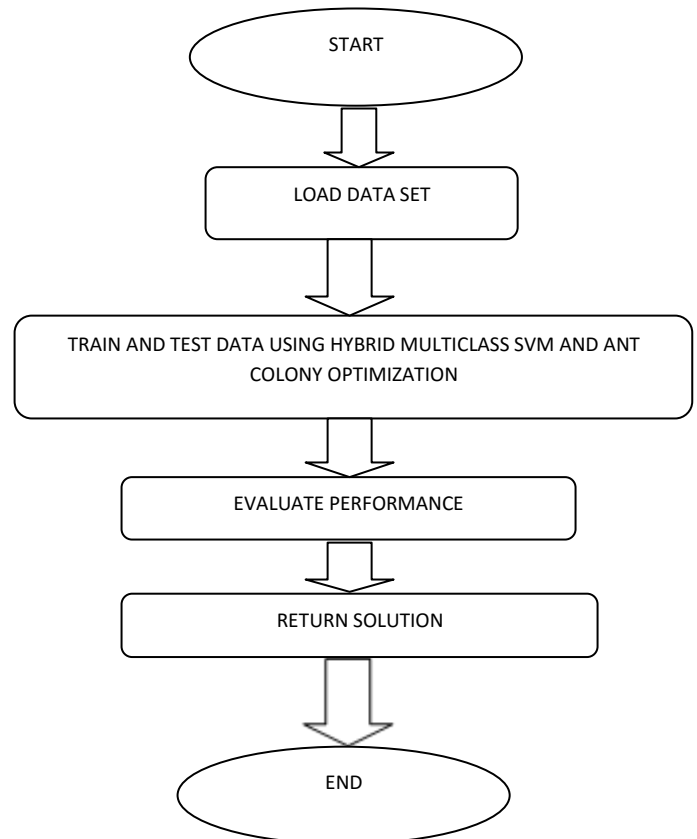 START
LOAD DATA SET
TRAIN AND TEST DATA USING HYBRID MULTICLASS SVM AND ANT
COLONY OPTIMIZATION
EVALUATE PERFORMANCE
RETURN SOLUTION
END